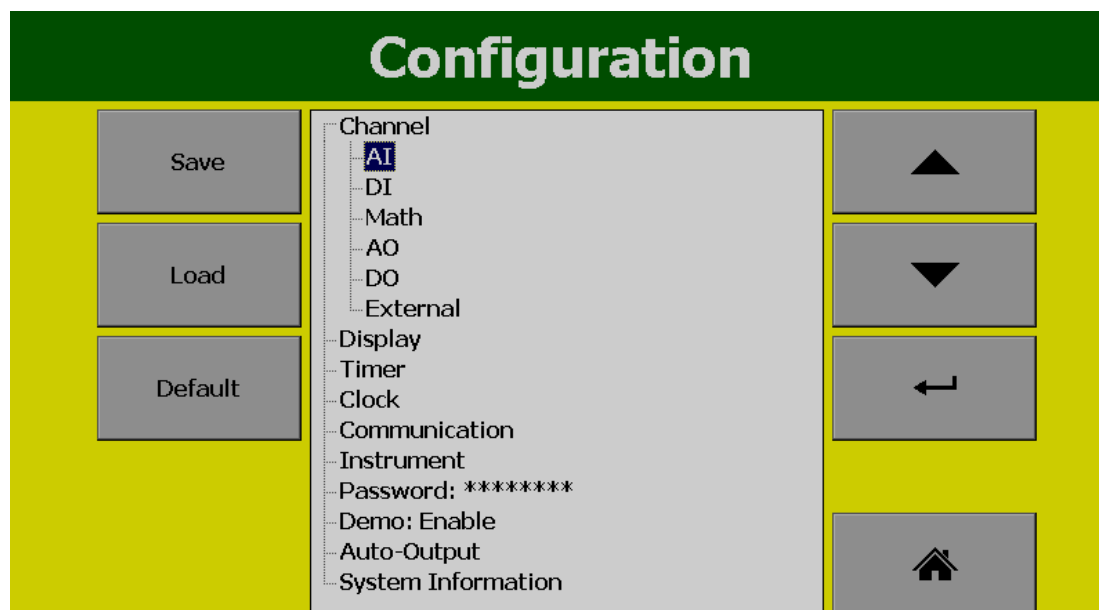 Configuration
Save
Load
Default
Channel
AI
DI
Math
AO
DO
External
Display
Timer
Clock
Communication
Instrument
Password: ********
Demo: Enable
Auto-Output
System Information